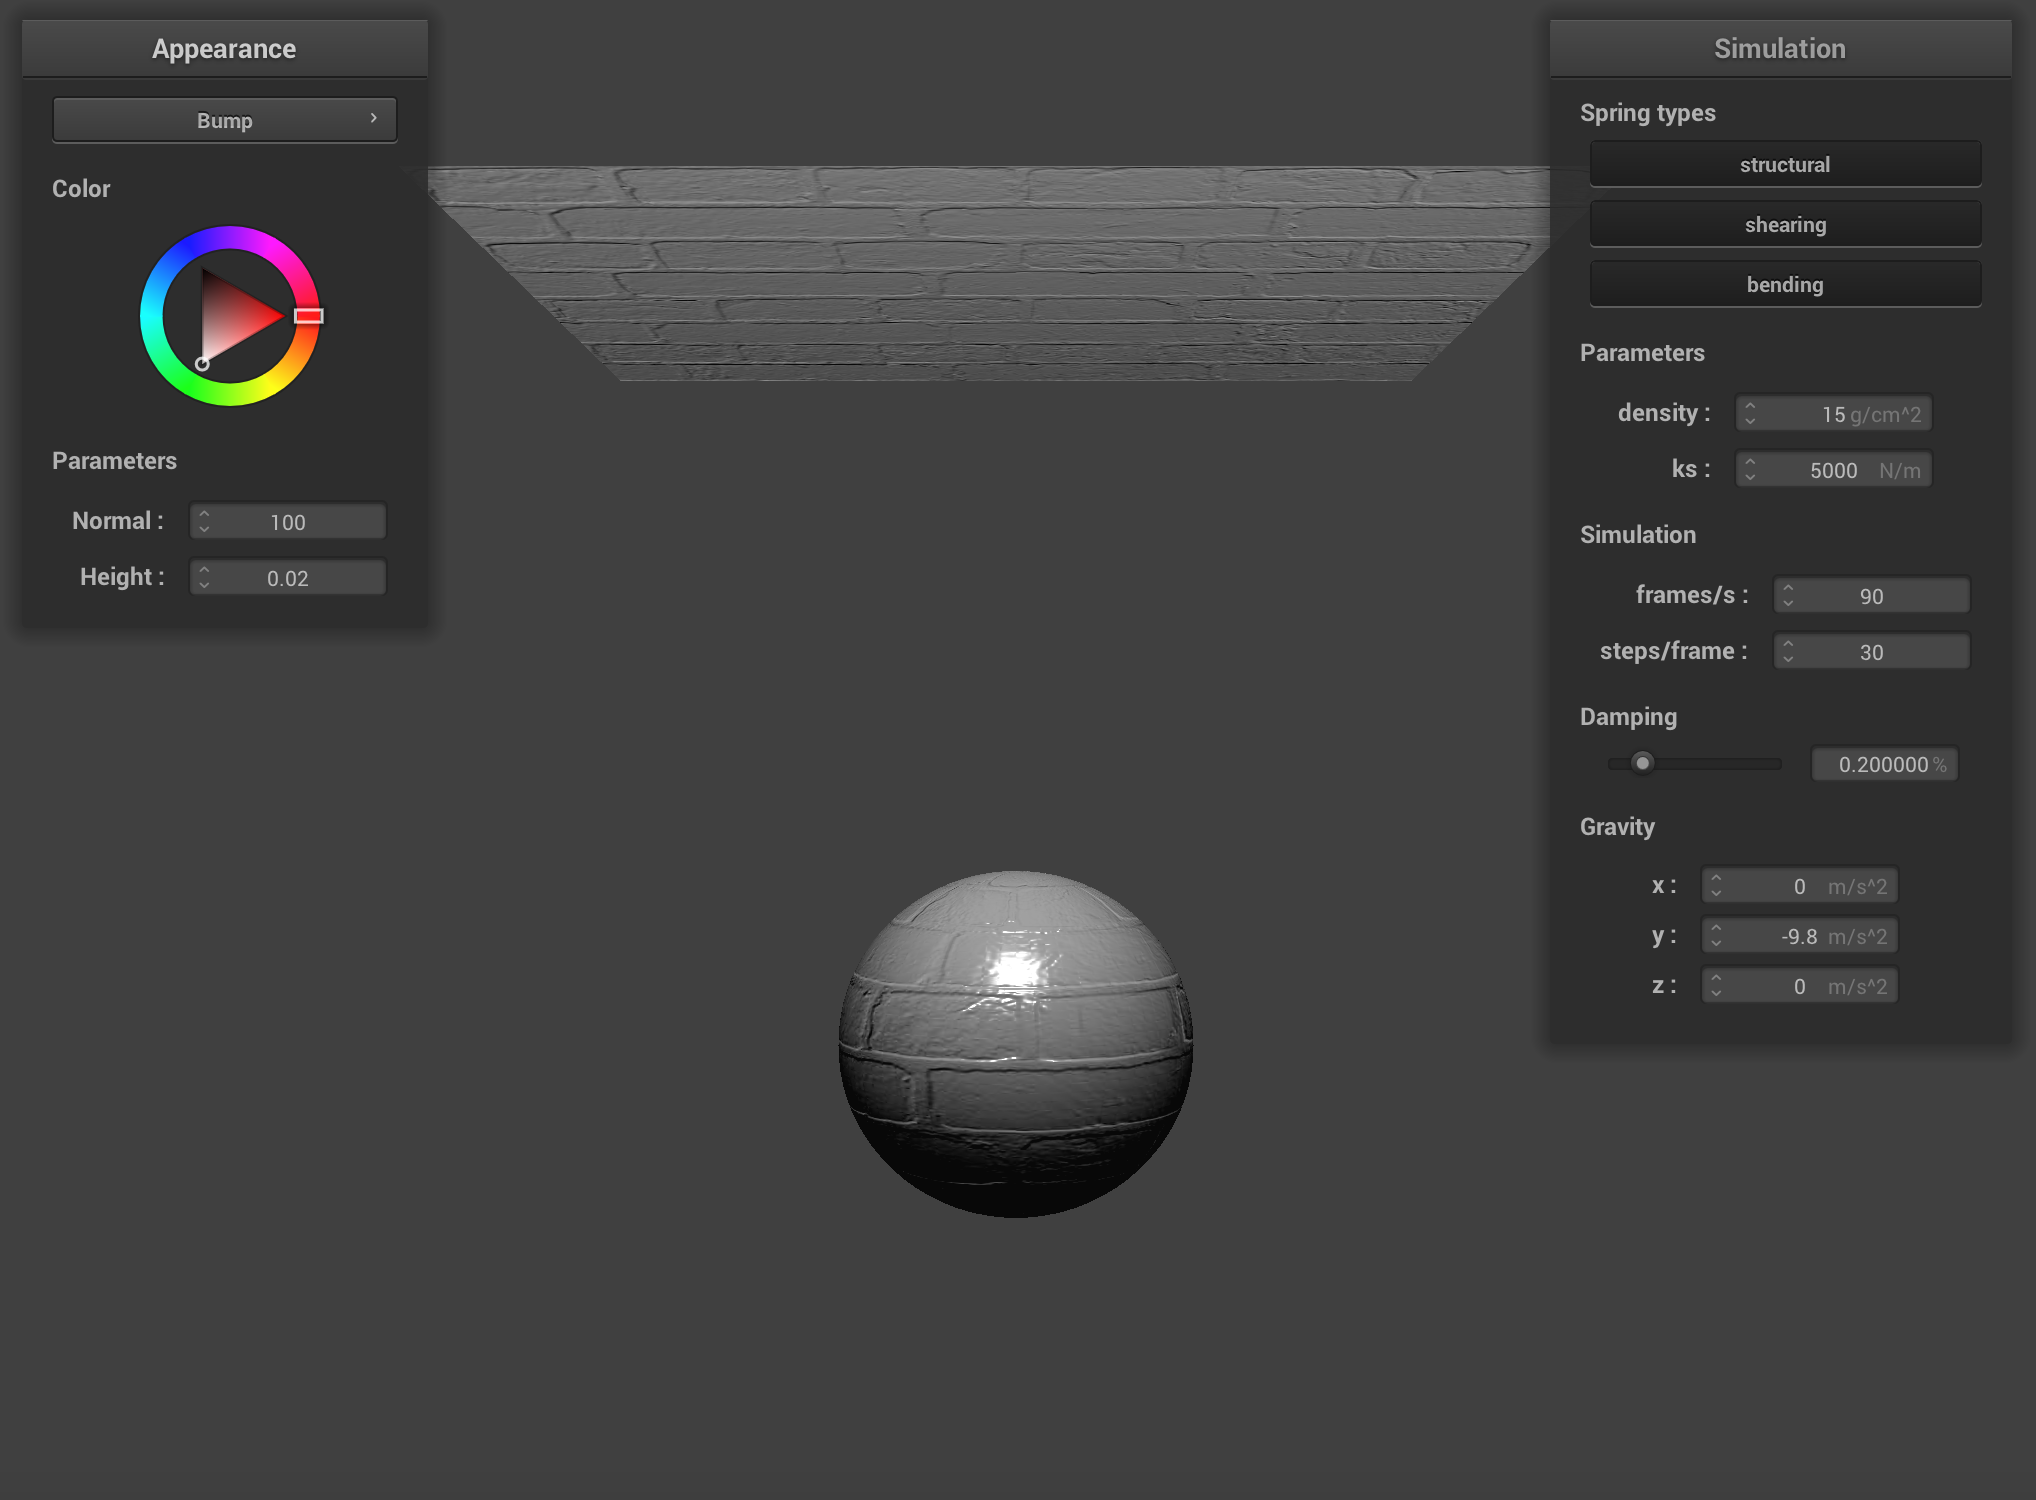 Appearance
Bump
Color
Parameters
Normal : 100
Height : 0.02
Simulation
Spring types
structural
shearing
bending
Parameters
density : 15 g/cm^2
ks : 5000 N/m
Simulation
frames/s : 90
steps/frame : 30
Damping
0.200000 %
Gravity
x : 0 m/s^2
y : -9.8 m/s^2
z : 0 m/s^2